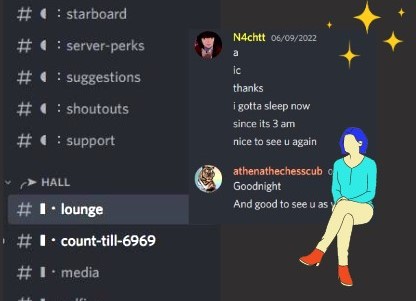 # : starboard
# : server-perks
# : suggestions
# : shoutouts
# : support
HALL
# · lounge
# · count-till-6969
# · media
N4chtt 06/09/2022
a
ic
thanks
i gotta sleep now
since its 3 am
nice to see u again
athenathechesscub
Goodnight
And good to see u as